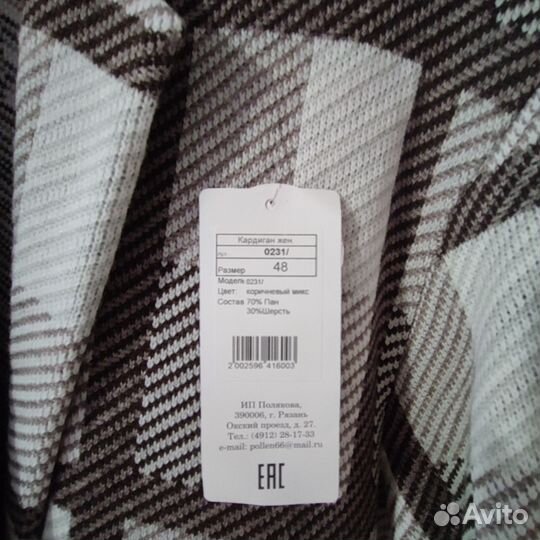 Кардиган жен.
Арт. 0231/
Размер 48
Модель 0231/
Цвет: коричневый микс
Состав 70% Пан
30%Шерсть
2 002596 416003
ИП Полякова,
390006, г. Рязань
Окский проезд, д. 27.
Тел.: (4912) 28-17-33
e-mail: pollen66@mail.ru
EAC
Avito